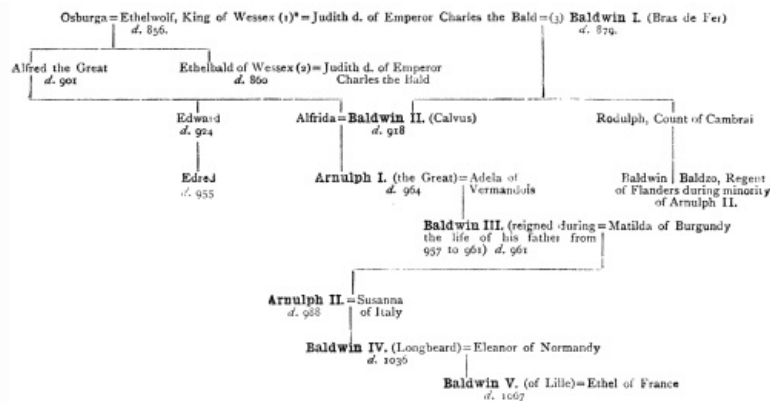 Osburga = Ethelwolf, King of Wessex (1)* = Judith d. of Emperor Charles the Bald = (3) Baldwin I. (Bras de Fer)
d. 856. d. 879.
Alfred the Great Ethelbald of Wessex (2) = Judith d. of Emperor
d. 901 d. 860 Charles the Bald
Edward Alfrida = Baldwin II. (Calvus) Rodulph, Count of Cambrai
d. 924 d. 918
Edred Arnulph I. (the Great) = Adela of Baldwin Baldzo, Regent
d. 955 d. 964 Vermandois of Flanders during minority
of Arnulph II.
Baldwin III. (reigned during = Matilda of Burgundy
the life of his father from
957 to 961) d. 961
Arnulph II. = Susanna
d. 988 of Italy
Baldwin IV. (Longbeard) = Eleanor of Normandy
d. 1036
Baldwin V. (of Lille) = Ethel of France
d. 1067